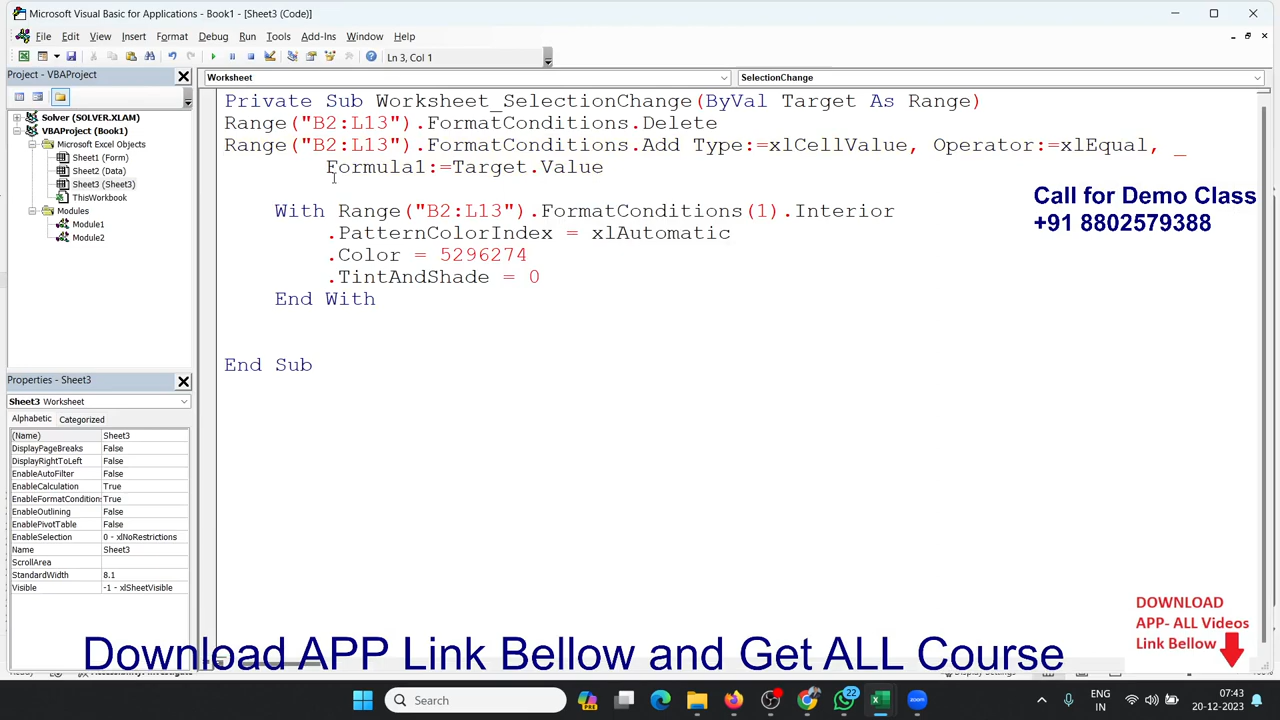 Microsoft Visual Basic for Applications - Book1 - [Sheet3 (Code)]
File Edit View Insert Format Debug Run Tools Add-Ins Window Help
Ln 3, Col 1
Project - VBAProject
Worksheet
SelectionChange
Solver (SOLVER.XLAM)
VBAProject (Book1)
Microsoft Excel Objects
Sheet1 (Form)
Sheet2 (Data)
Sheet3 (Sheet3)
ThisWorkbook
Modules
Module1
Module2
Private Sub Worksheet_SelectionChange(ByVal Target As Range)
Range("B2:L13").FormatConditions.Delete
Range("B2:L13").FormatConditions.Add Type:=xlCellValue, Operator:=xlEqual, _
Formula1:=Target.Value
With Range("B2:L13").FormatConditions(1).Interior
.PatternColorIndex = xlAutomatic
.Color = 5296274
.TintAndShade = 0
End With
End Sub
Call for Demo Class
+91 8802579388
Properties - Sheet3
Sheet3 Worksheet
Alphabetic Categorized
(Name) Sheet3
DisplayPageBreaks False
DisplayRightToLeft False
EnableAutoFilter False
EnableCalculation True
EnableFormatConditions True
EnableOutlining False
EnablePivotTable False
EnableSelection 0 - xlNoRestrictions
Name Sheet3
ScrollArea
StandardWidth 8.1
Visible -1 - xlSheetVisible
DOWNLOAD
APP- ALL Videos
Link Bellow
Download APP Link Bellow and Get ALL Course
Search
22
ENG
IN
07:43
20-12-2023